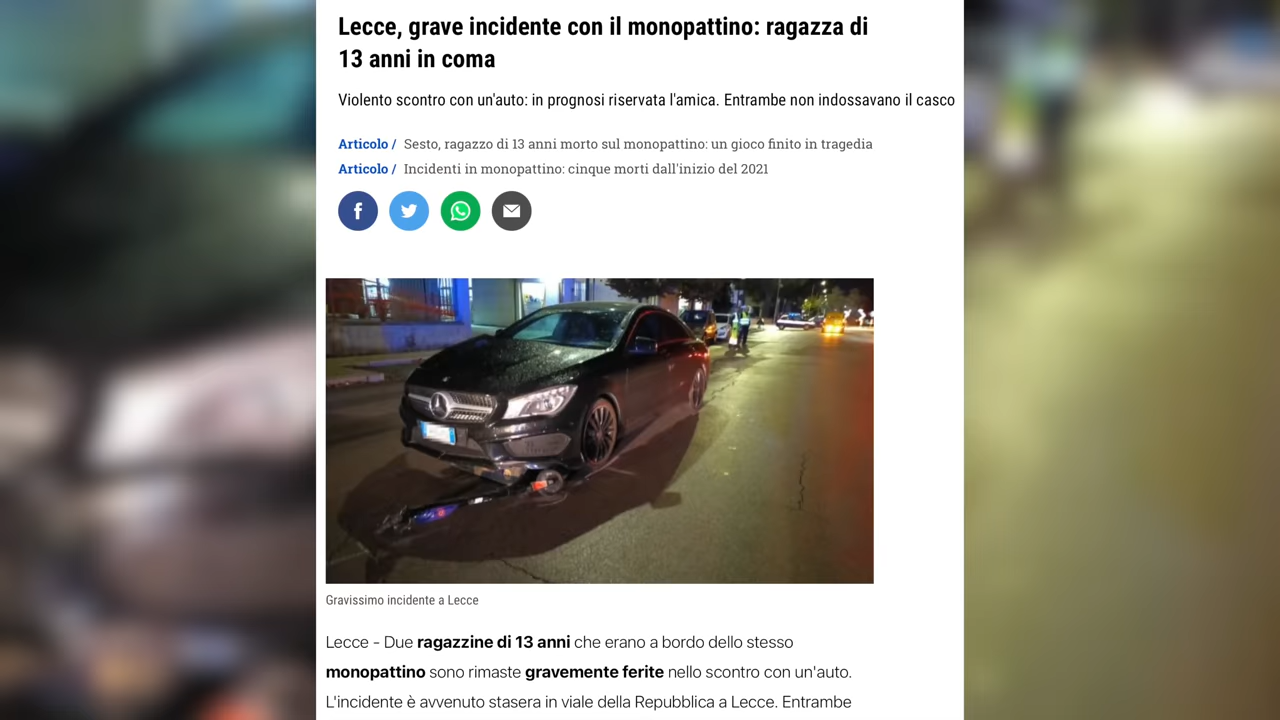 Lecce, grave incidente con il monopattino: ragazza di
13 anni in coma
Violento scontro con un'auto: in prognosi riservata l'amica. Entrambe non indossavano il casco
Articolo / Sesto, ragazzo di 13 anni morto sul monopattino: un gioco finito in tragedia
Articolo / Incidenti in monopattino: cinque morti dall'inizio del 2021
Gravissimo incidente a Lecce
Lecce - Due ragazzine di 13 anni che erano a bordo dello stesso
monopattino sono rimaste gravemente ferite nello scontro con un'auto.
L'incidente è avvenuto stasera in viale della Repubblica a Lecce. Entrambe